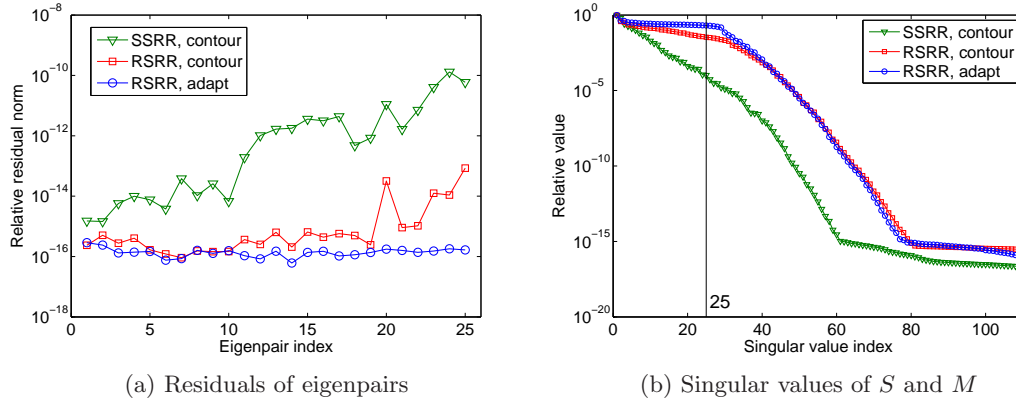 10^-8
10^-10
10^-12
10^-14
10^-16
10^-18
Relative residual norm
SSRR, contour
RSRR, contour
RSRR, adapt
0 5 10 15 20 25
Eigenpair index
(a) Residuals of eigenpairs
10^0
10^-5
10^-10
10^-15
10^-20
Relative value
SSRR, contour
RSRR, contour
RSRR, adapt
25
0 20 40 60 80 100
Singular value index
(b) Singular values of S and M